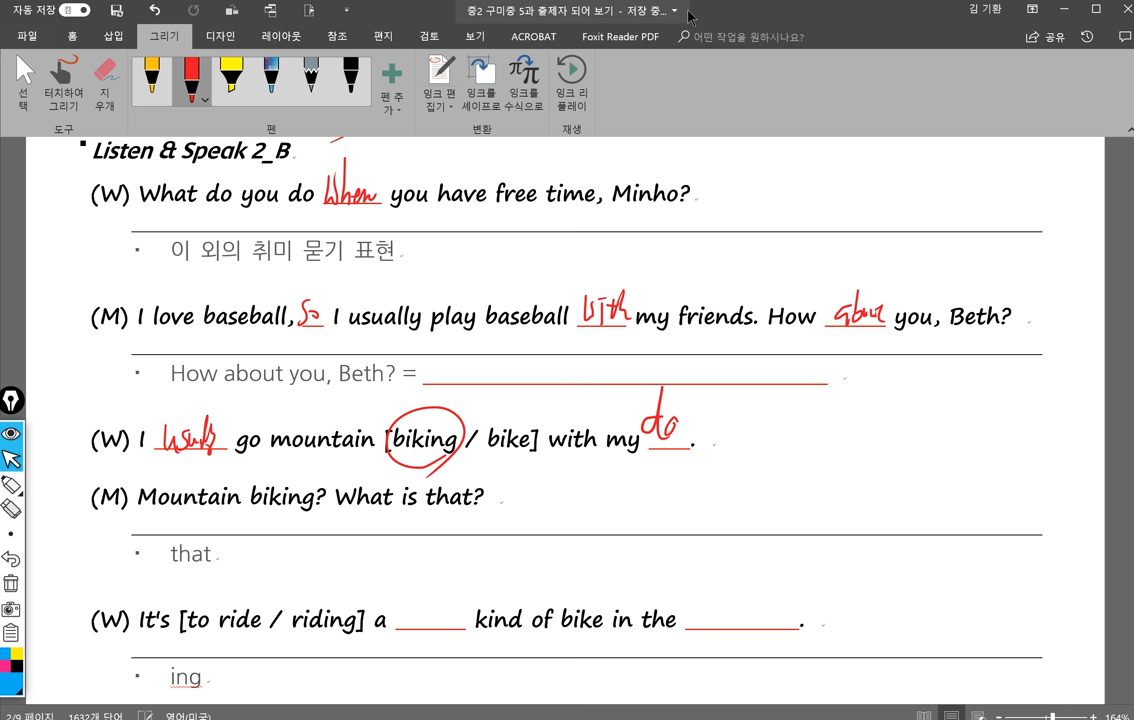 자동 저장 끔 중2 구미중 5과 출제자 되어 보기 - 저장 중... 김 기환
파일 홈 삽입 그리기 디자인 레이아웃 참조 편지 검토 보기 ACROBAT Foxit Reader PDF 어떤 작업을 원하시나요? 공유
선택 터치하여 그리기 지우개 펜 추가 잉크 편집기 잉크를 셰이프로 잉크를 수식으로 잉크 리플레이
도구 펜 변환 재생
Listen & Speak 2_B
(W) What do you do when you have free time, Minho?
이 외의 취미 묻기 표현
(M) I love baseball, so I usually play baseball with my friends. How about you, Beth?
How about you, Beth? =
(W) I usually go mountain [biking / bike] with my do.
(M) Mountain biking? What is that?
that
(W) It's [to ride / riding] a kind of bike in the .
ing
2/9 페이지 1632개 단어 영어(미국) 164%